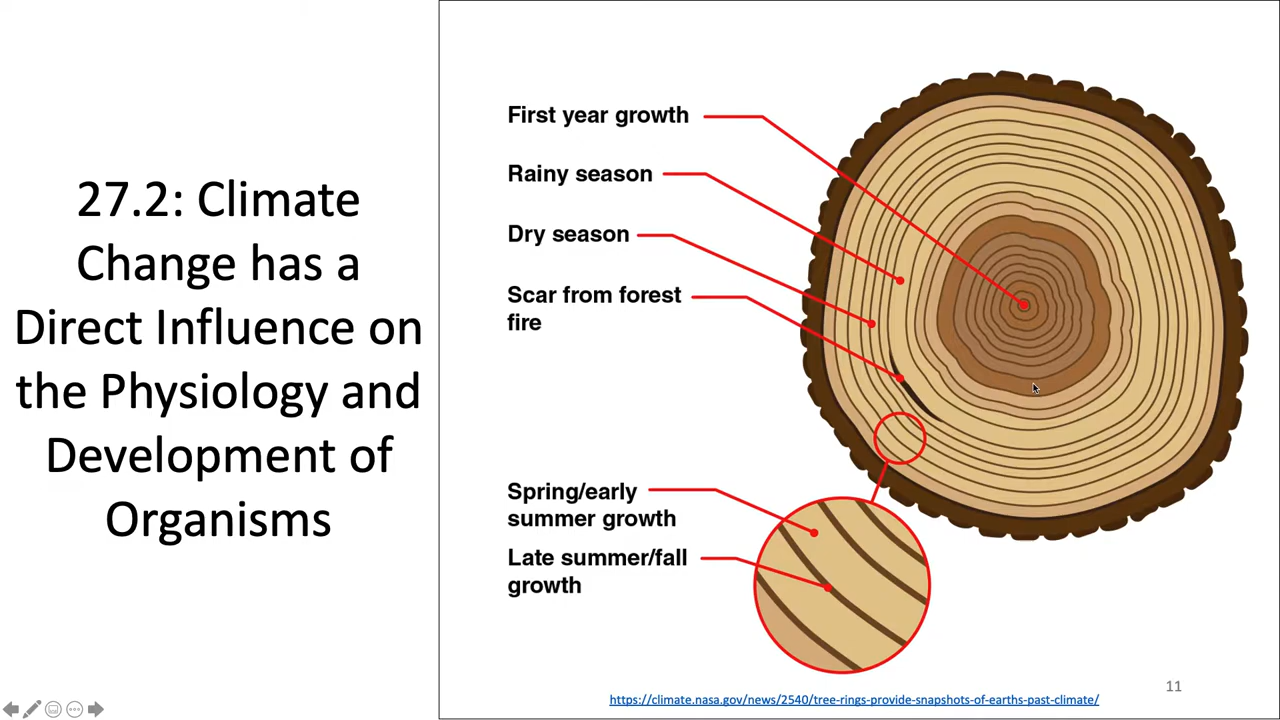 27.2: Climate
Change has a
Direct Influence on
the Physiology and
Development of
Organisms
First year growth
Rainy season
Dry season
Scar from forest
fire
Spring/early
summer growth
Late summer/fall
growth
11
https://climate.nasa.gov/news/2540/tree-rings-provide-snapshots-of-earths-past-climate/